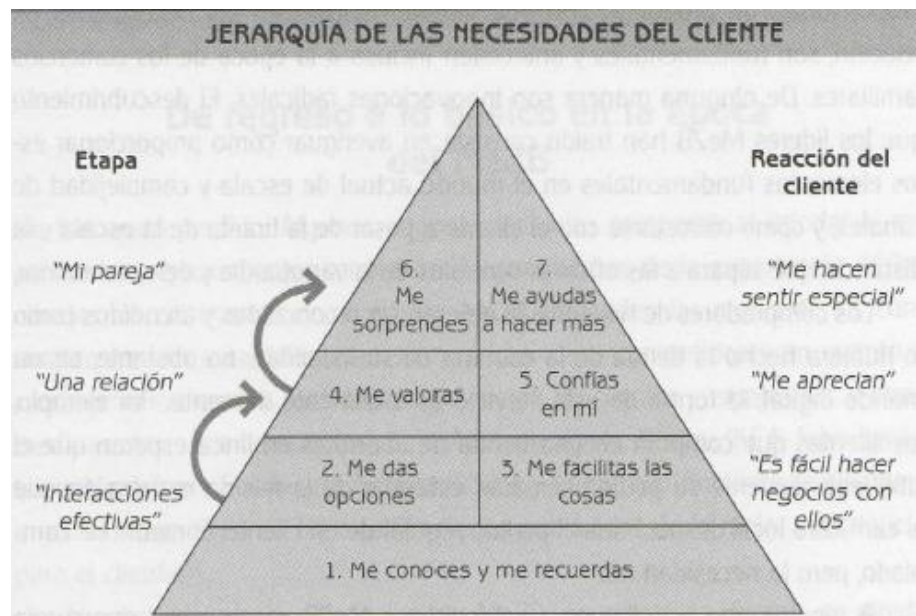 JERARQUÍA DE LAS NECESIDADES DEL CLIENTE
Etapa
Reacción del
cliente
"Mi pareja"
6.
Me
sorprendes
7.
Me ayudas
a hacer más
"Me hacen
sentir especial"
"Una relación"
4. Me valoras
5. Confías
en mí
"Me aprecian"
"Interacciones
efectivas"
2. Me das
opciones
3. Me facilitas las
cosas
"Es fácil hacer
negocios con
ellos"
1. Me conoces y me recuerdas